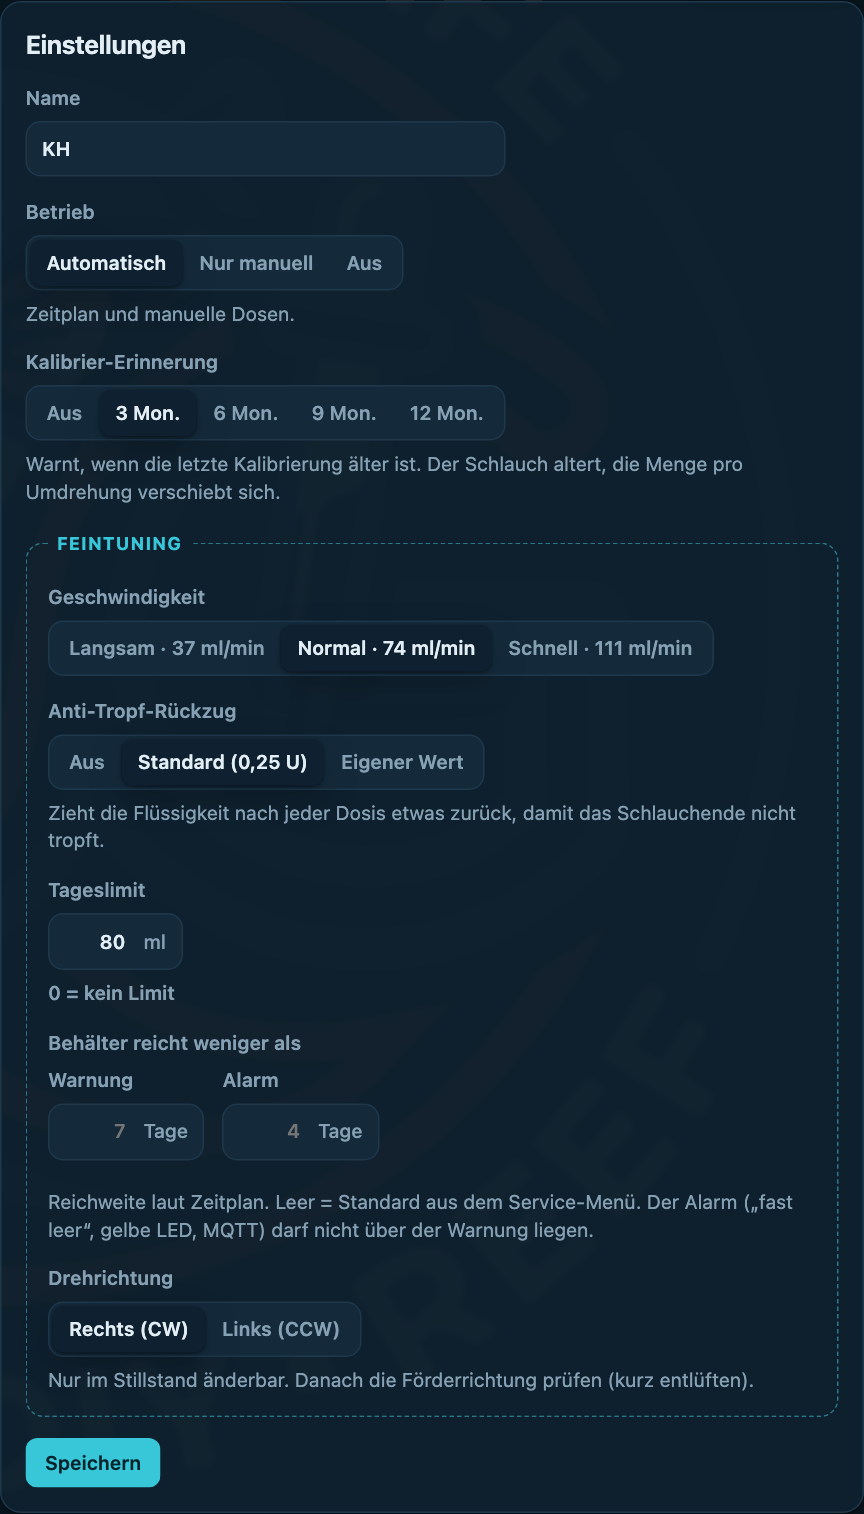 Einstellungen
Name
KH
Betrieb
Automatisch Nur manuell Aus
Zeitplan und manuelle Dosen.
Kalibrier-Erinnerung
Aus 3 Mon. 6 Mon. 9 Mon. 12 Mon.
Warnt, wenn die letzte Kalibrierung älter ist. Der Schlauch altert, die Menge pro
Umdrehung verschiebt sich.
FEINTUNING
Geschwindigkeit
Langsam · 37 ml/min Normal · 74 ml/min Schnell · 111 ml/min
Anti-Tropf-Rückzug
Aus Standard (0,25 U) Eigener Wert
Zieht die Flüssigkeit nach jeder Dosis etwas zurück, damit das Schlauchende nicht
tropft.
Tageslimit
80 ml
0 = kein Limit
Behälter reicht weniger als
Warnung Alarm
7 Tage 4 Tage
Reichweite laut Zeitplan. Leer = Standard aus dem Service-Menü. Der Alarm („fast
leer“, gelbe LED, MQTT) darf nicht über der Warnung liegen.
Drehrichtung
Rechts (CW) Links (CCW)
Nur im Stillstand änderbar. Danach die Förderrichtung prüfen (kurz entlüften).
Speichern